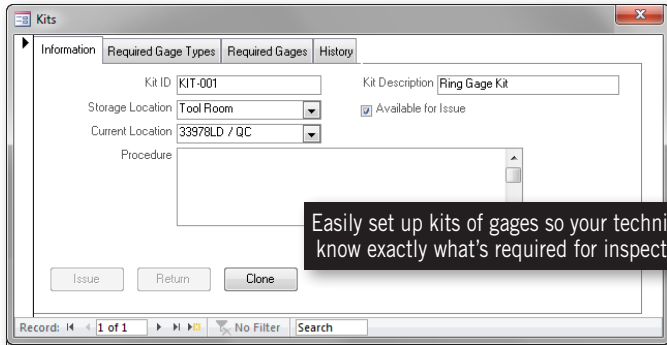 Kits
Information Required Gage Types Required Gages History
Kit ID KIT-001 Kit Description Ring Gage Kit
Storage Location Tool Room Available for Issue
Current Location 33978LD / QC
Procedure
Easily set up kits of gages so your techni
know exactly what's required for inspect
Issue Return Clone
Record: 1 of 1 No Filter Search